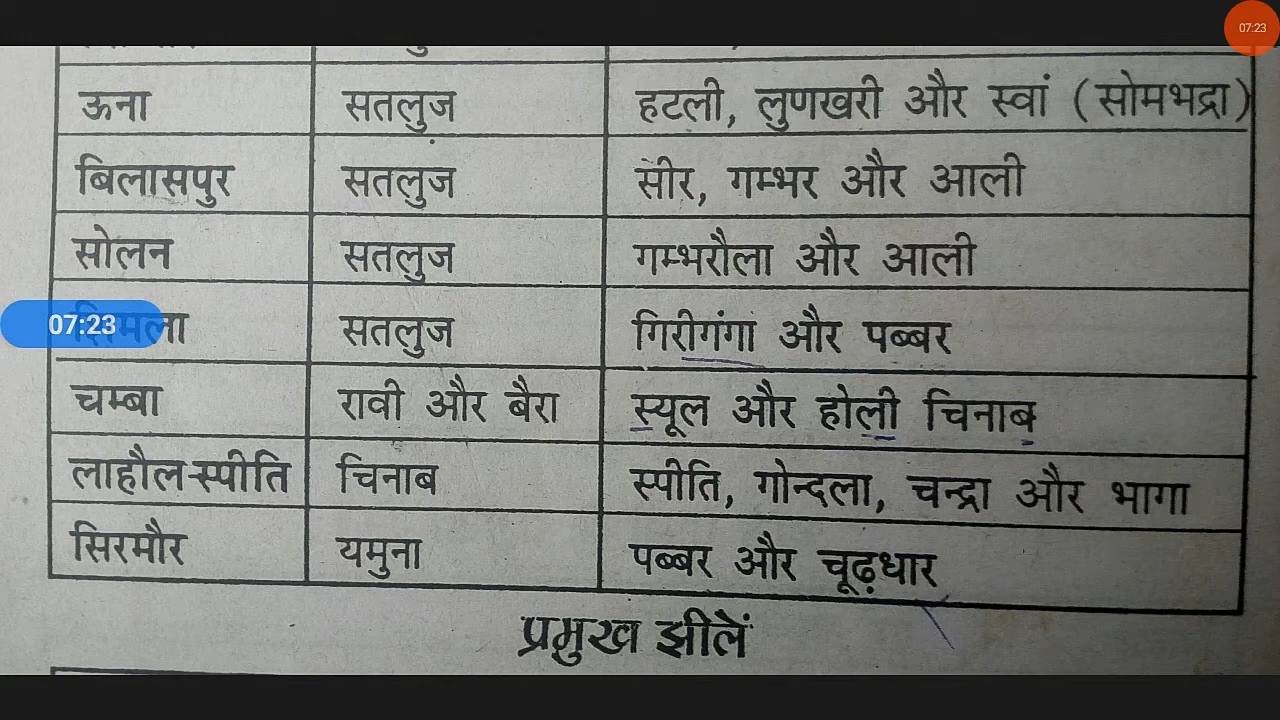 07:23
ऊना सतलुज हटली, लुणखरी और स्वां (सोमभद्रा)
बिलासपुर सतलुज सीर, गम्भर और आली
सोलन सतलुज गम्भरौला और आली
07:23 सतलुज गिरीगंगा और पब्बर
चम्बा रावी और बैरा स्यूल और होली चिनाब
लाहौल-स्पीति चिनाब स्पीति, गोन्दला, चन्द्रा और भागा
सिरमौर यमुना पब्बर और चूढ़धार
प्रमुख झीलें